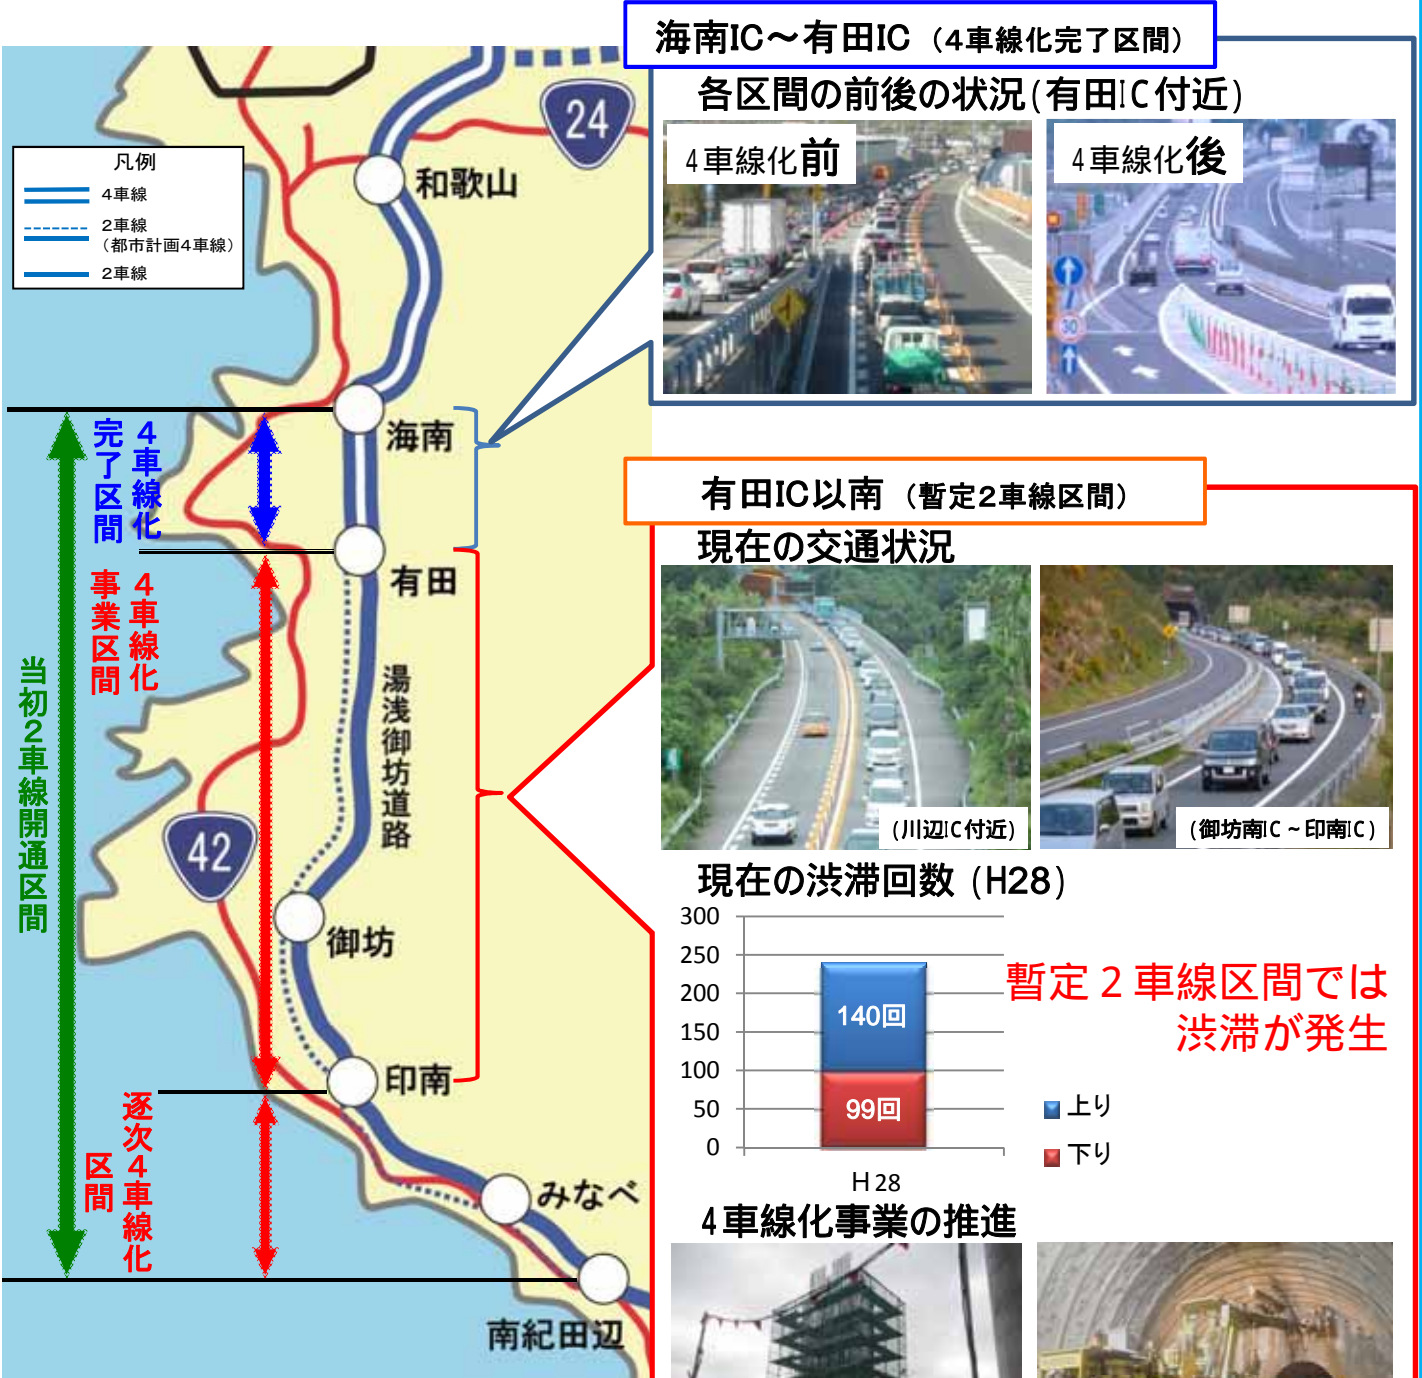 海南IC～有田IC（4車線化完了区間）
各区間の前後の状況(有田IC付近)
4車線化前
4車線化後
30
24
凡例
4車線
2車線
（都市計画4車線）
2車線
和歌山
海南
有田
湯浅御坊道路
42
御坊
印南
みなべ
南紀田辺
4車線化
完了区間
4車線化
事業区間
当初2車線開通区間
逐次4車線化
区間
有田IC以南（暫定2車線区間）
現在の交通状況
(川辺IC付近)
(御坊南IC～印南IC)
現在の渋滞回数 (H28)
300
250
200
150
100
50
0
140回
99回
H28
上り
下り
暫定2車線区間では
渋滞が発生
4車線化事業の推進